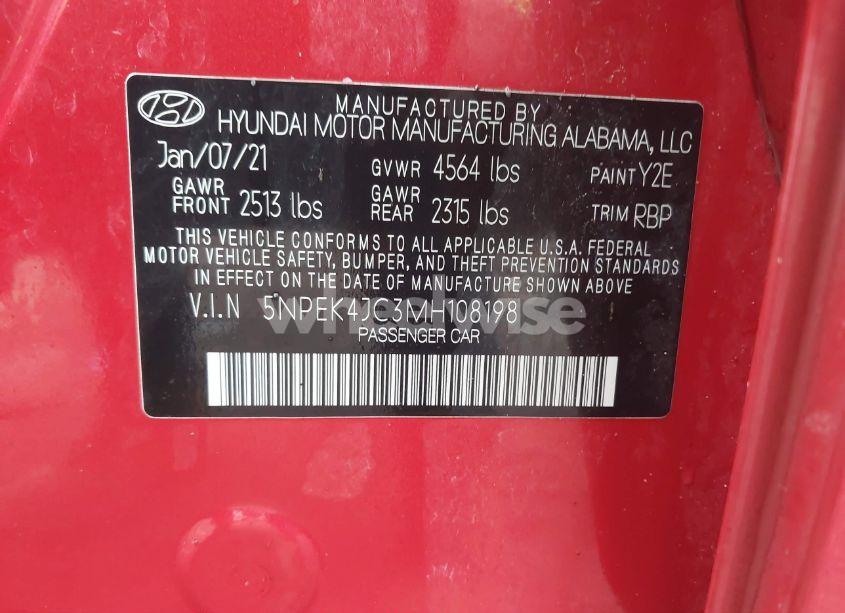 MANUFACTURED BY
HYUNDAI MOTOR MANUFACTURING ALABAMA, LLC
Jan/07/21 GVWR 4564 lbs PAINT Y2E
GAWR FRONT 2513 lbs GAWR REAR 2315 lbs TRIM RBP
THIS VEHICLE CONFORMS TO ALL APPLICABLE U.S.A. FEDERAL
MOTOR VEHICLE SAFETY, BUMPER, AND THEFT PREVENTION STANDARDS
IN EFFECT ON THE DATE OF MANUFACTURE SHOWN ABOVE
V.I.N 5NPEK4JC3MH108198
wheelwise
PASSENGER CAR